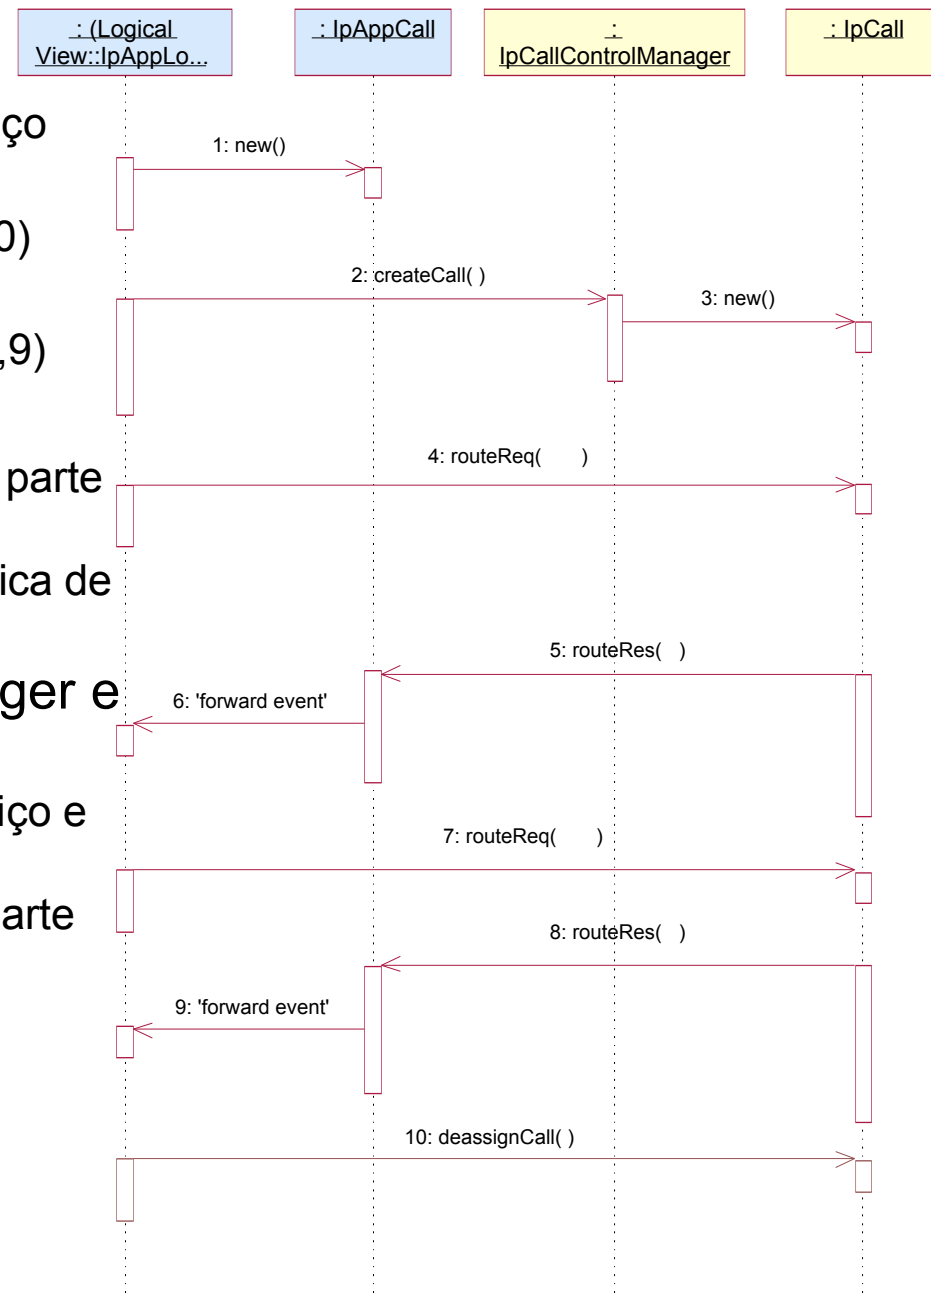 : (Logical
View::IpAppLo...
: IpAppCall
:
IpCallControlManager
: IpCall
ço
1: new()
0)
2: createCall( )
3: new()
,9)
4: routeReq( )
parte
ica de
5: routeRes( )
ger e
6: 'forward event'
iço e
7: routeReq( )
arte
8: routeRes( )
9: 'forward event'
10: deassignCall( )